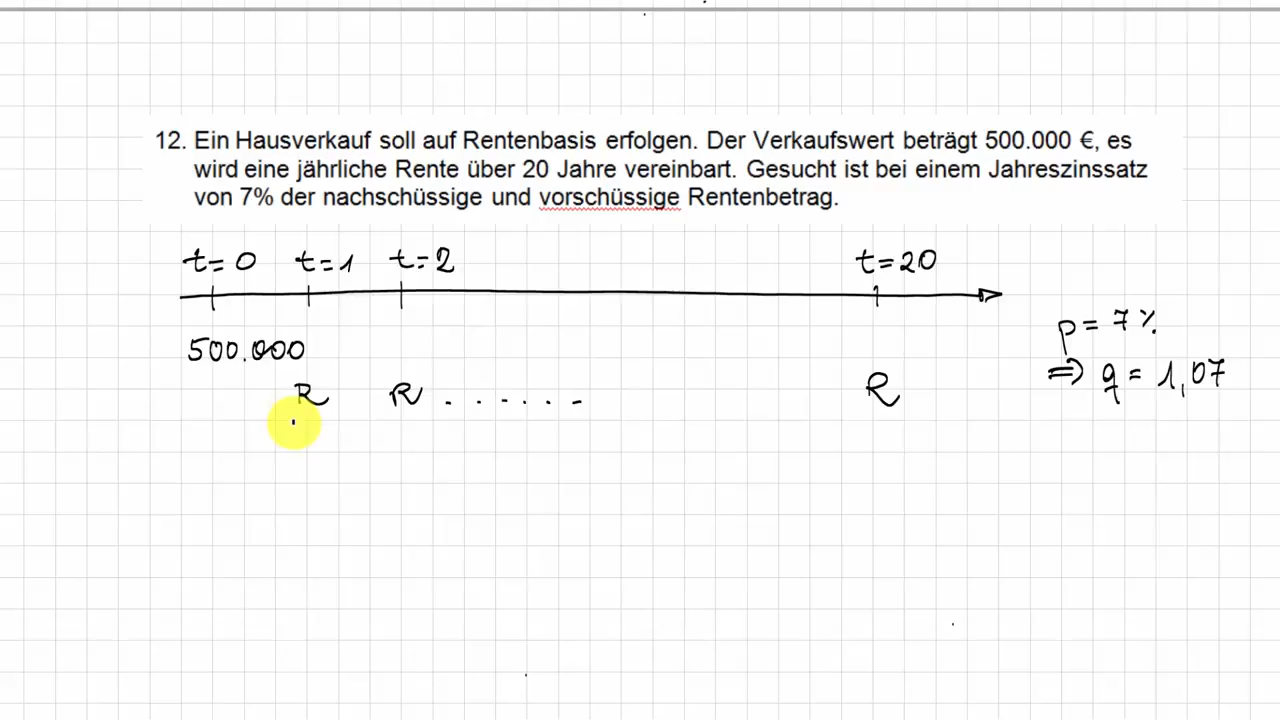 12. Ein Hausverkauf soll auf Rentenbasis erfolgen. Der Verkaufswert beträgt 500.000 €, es
wird eine jährliche Rente über 20 Jahre vereinbart. Gesucht ist bei einem Jahreszinssatz
von 7% der nachschüssige und vorschüssige Rentenbetrag.
t=0 t=1 t=2 t=20
500.000
R R . . . . . - R
p = 7%
⇒ q = 1,07